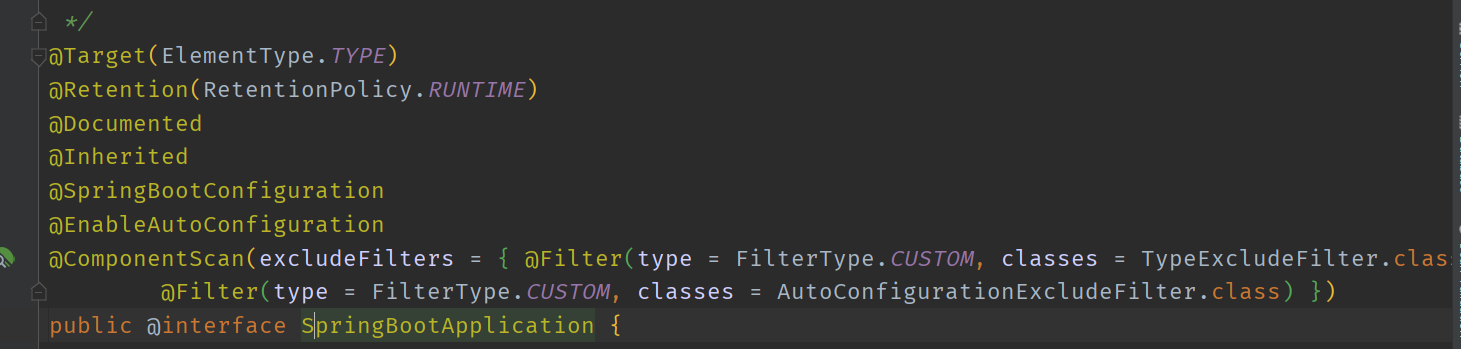 */
@Target(ElementType.TYPE)
@Retention(RetentionPolicy.RUNTIME)
@Documented
@Inherited
@SpringBootConfiguration
@EnableAutoConfiguration
@ComponentScan(excludeFilters = { @Filter(type = FilterType.CUSTOM, classes = TypeExcludeFilter.clas
@Filter(type = FilterType.CUSTOM, classes = AutoConfigurationExcludeFilter.class) })
public @interface SpringBootApplication {